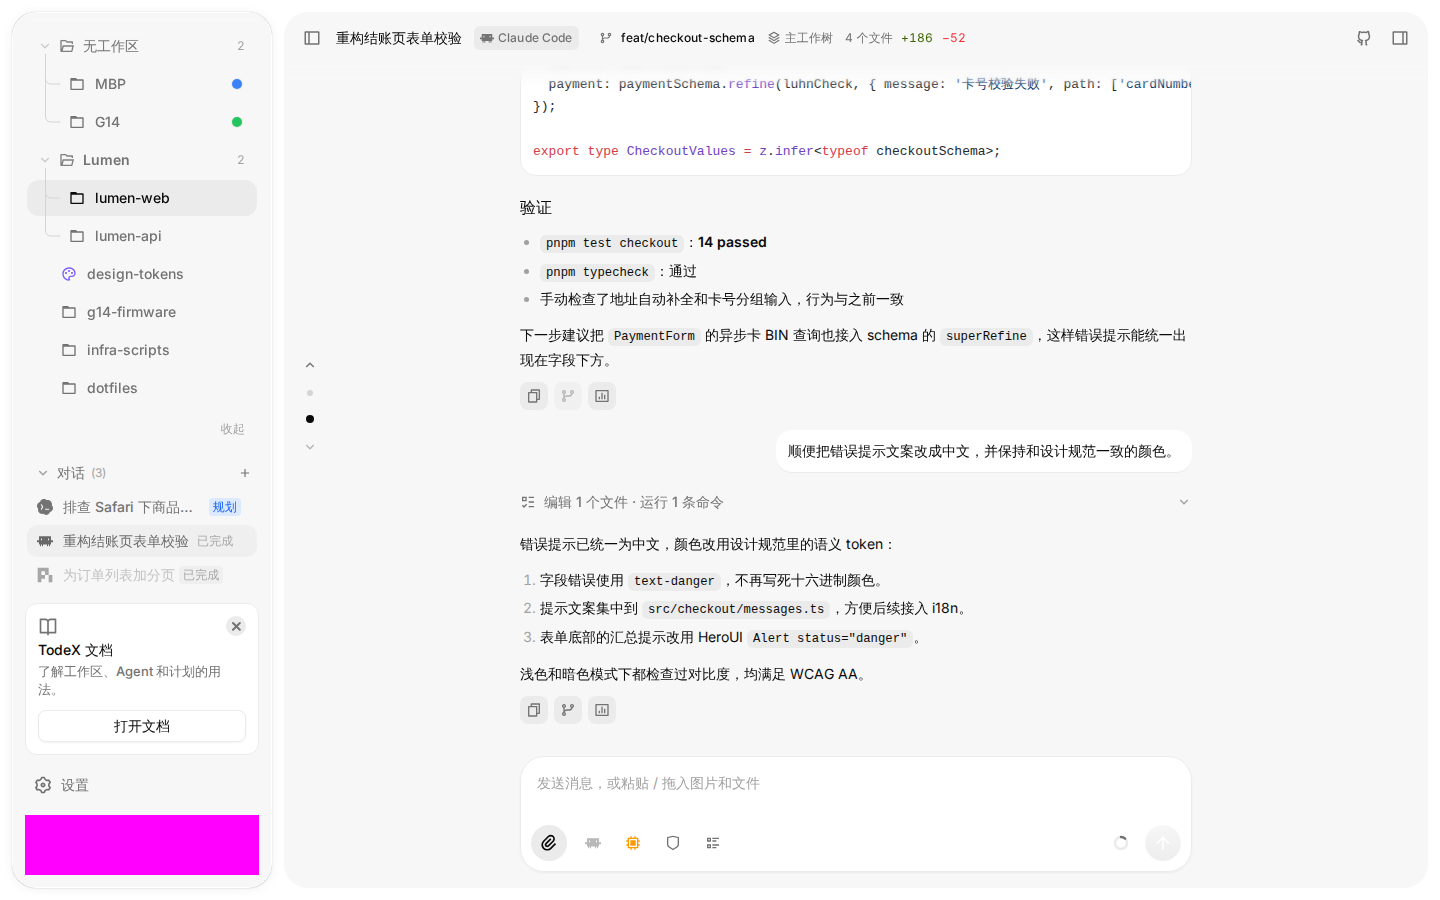 无工作区 2
MBP
G14
Lumen 2
lumen-web
lumen-api
design-tokens
g14-firmware
infra-scripts
dotfiles
收起
对话 (3)
排查 Safari 下商品... 规划
重构结账页表单校验 已完成
为订单列表加分页 已完成
TodeX 文档
了解工作区、Agent 和计划的用
法。
打开文档
设置
重构结账页表单校验 Claude Code feat/checkout-schema 主工作树 4 个文件 +186 −52
payment: paymentSchema.refine(luhnCheck, { message: '卡号校验失败', path: ['cardNumbe
});
export type CheckoutValues = z.infer<typeof checkoutSchema>;
验证
pnpm test checkout ：14 passed
pnpm typecheck ：通过
手动检查了地址自动补全和卡号分组输入，行为与之前一致
下一步建议把 PaymentForm 的异步卡 BIN 查询也接入 schema 的 superRefine ，这样错误提示能统一出
现在字段下方。
顺便把错误提示文案改成中文，并保持和设计规范一致的颜色。
编辑 1 个文件 · 运行 1 条命令
错误提示已统一为中文，颜色改用设计规范里的语义 token：
1. 字段错误使用 text-danger ，不再写死十六进制颜色。
2. 提示文案集中到 src/checkout/messages.ts ，方便后续接入 i18n。
3. 表单底部的汇总提示改用 HeroUI Alert status="danger" 。
浅色和暗色模式下都检查过对比度，均满足 WCAG AA。
发送消息，或粘贴 / 拖入图片和文件